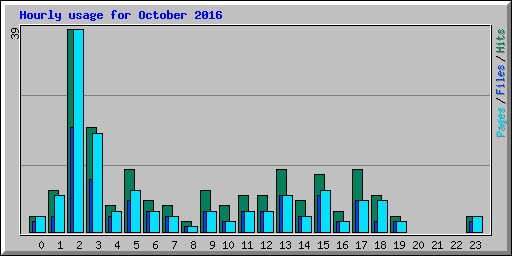 Hourly usage for October 2016
39
Pages/Files/Hits
0 1 2 3 4 5 6 7 8 9 10 11 12 13 14 15 16 17 18 19 20 21 22 23